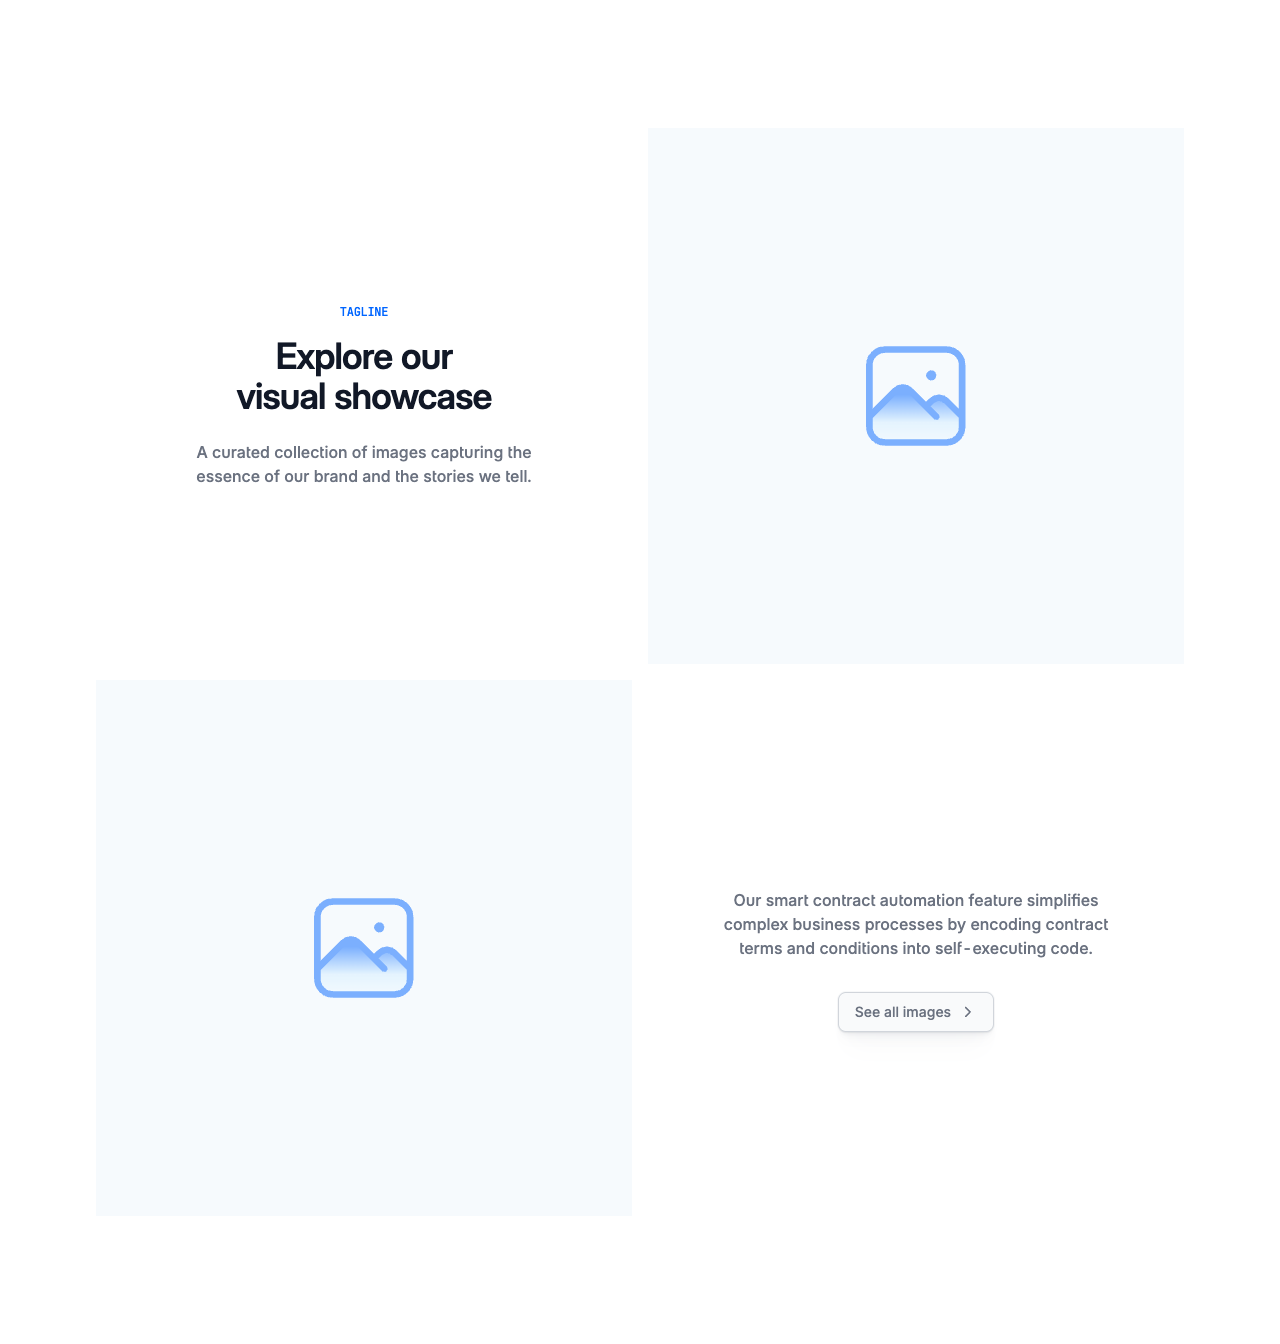 TAGLINE
Explore our
visual showcase
A curated collection of images capturing the
essence of our brand and the stories we tell.
Our smart contract automation feature simplifies
complex business processes by encoding contract
terms and conditions into self-executing code.
See all images